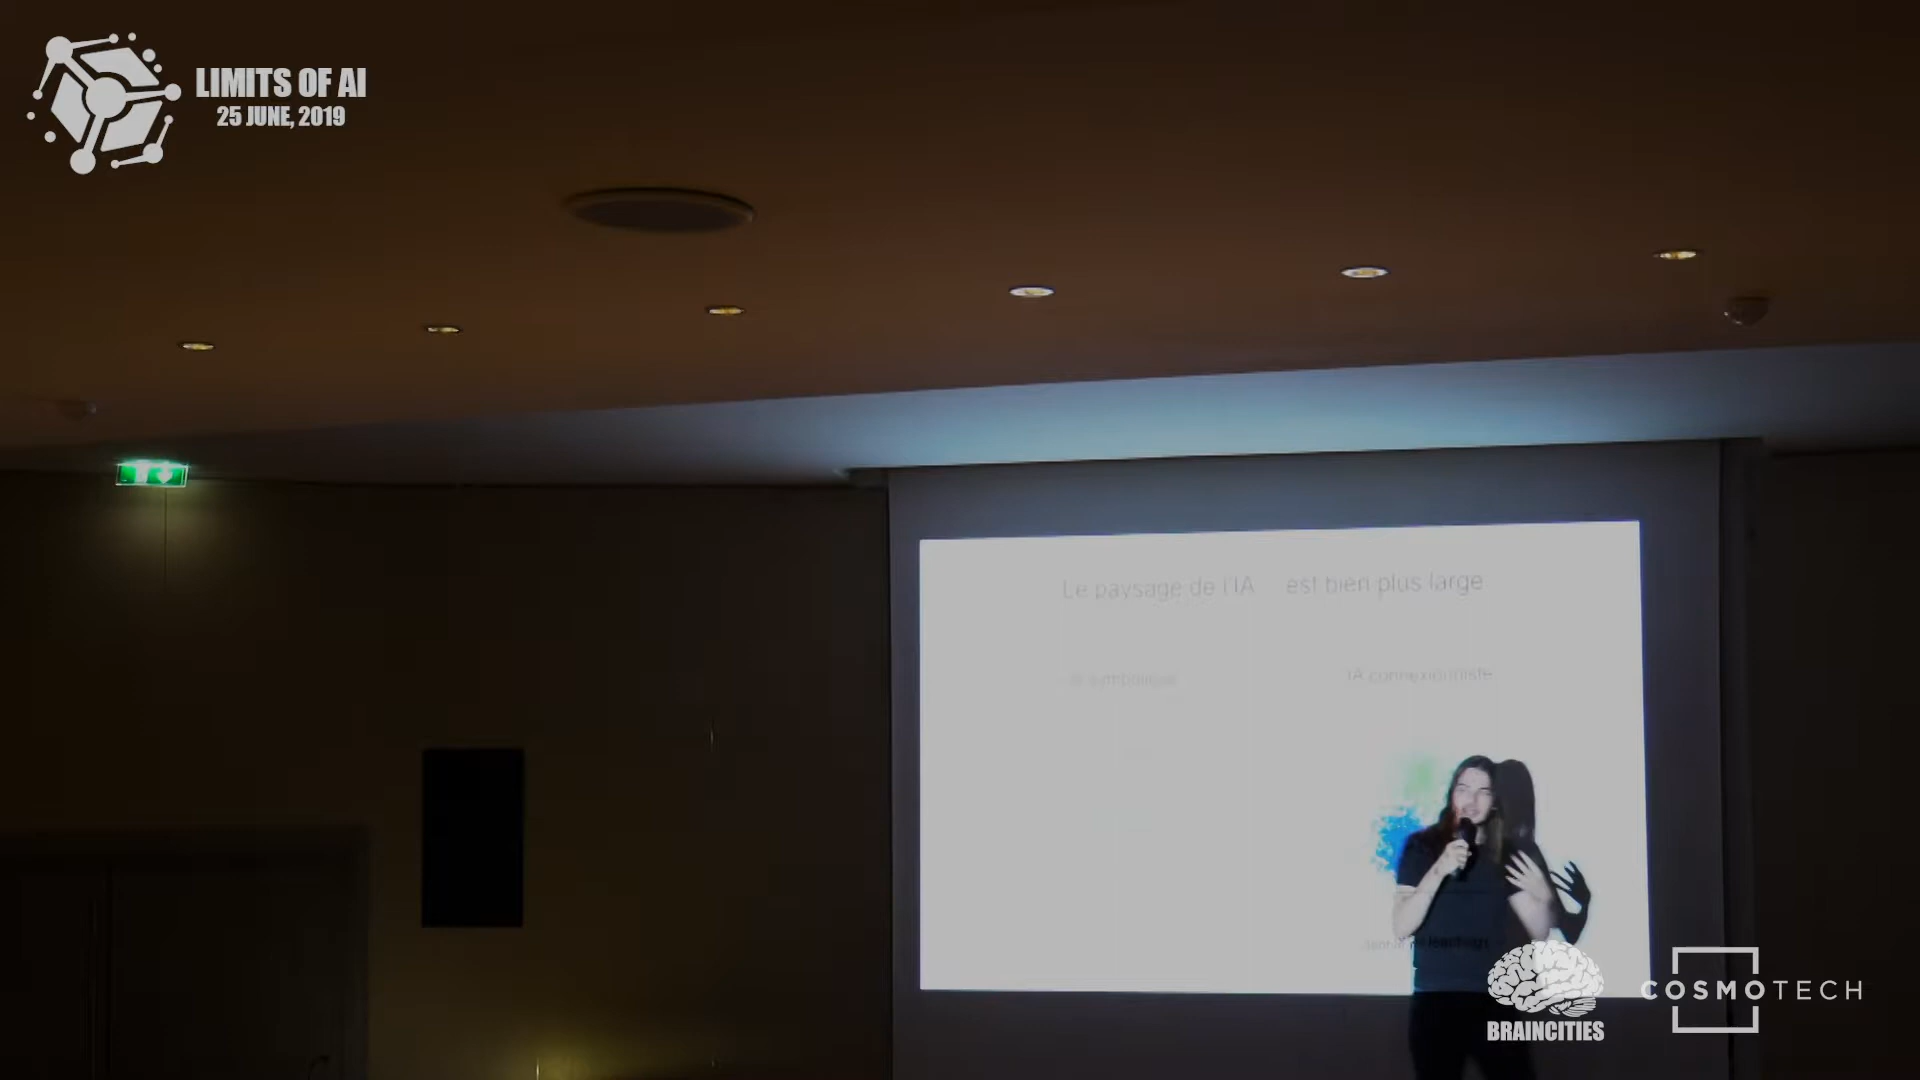 LIMITS OF AI
25 JUNE, 2019
Le paysage de l'IA est bien plus large
IA connexionniste
BRAINCITIES
COSMOTECH